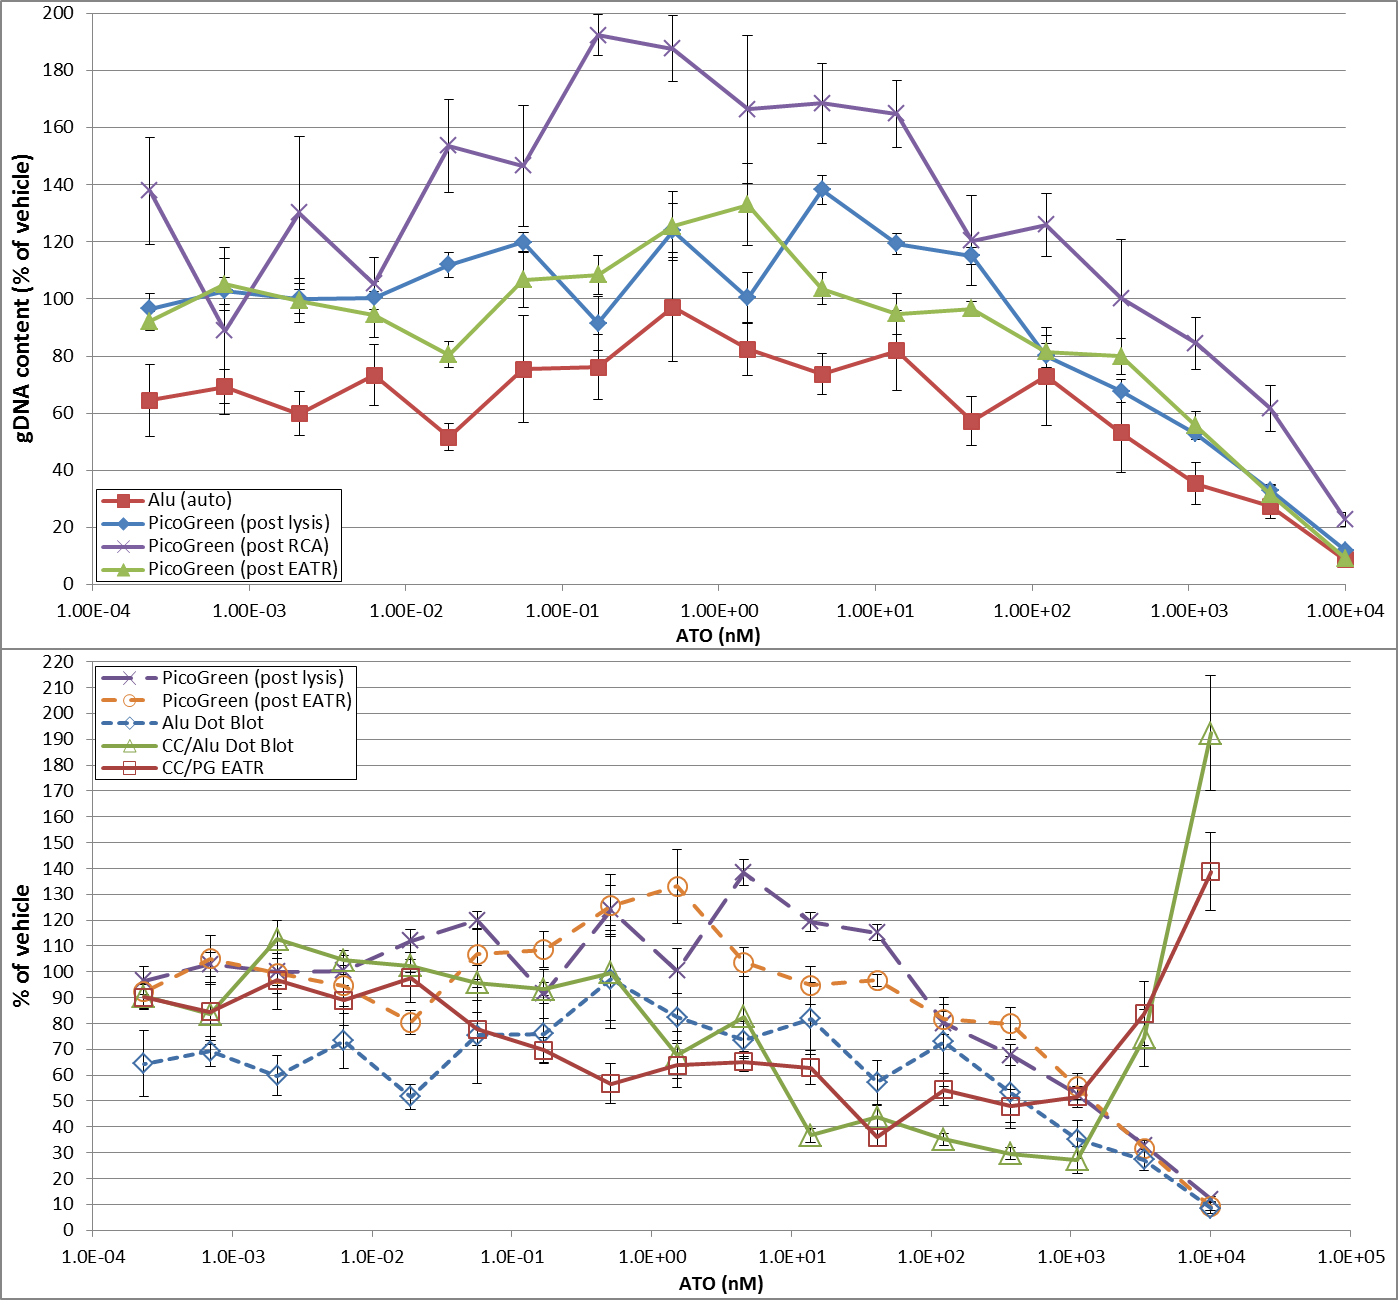 200
180
160
140
120
100
80
60
40
20
0
gDNA content (% of vehicle)
Alu (auto)
PicoGreen (post lysis)
PicoGreen (post RCA)
PicoGreen (post EATR)
1.00E-04 1.00E-03 1.00E-02 1.00E-01 1.00E+00 1.00E+01 1.00E+02 1.00E+03 1.00E+04
ATO (nM)
220
210
200
190
180
170
160
150
140
130
120
110
100
90
80
70
60
50
40
30
20
10
0
% of vehicle
PicoGreen (post lysis)
PicoGreen (post EATR)
Alu Dot Blot
CC/Alu Dot Blot
CC/PG EATR
1.0E-04 1.0E-03 1.0E-02 1.0E-01 1.0E+00 1.0E+01 1.0E+02 1.0E+03 1.0E+04 1.0E+05
ATO (nM)